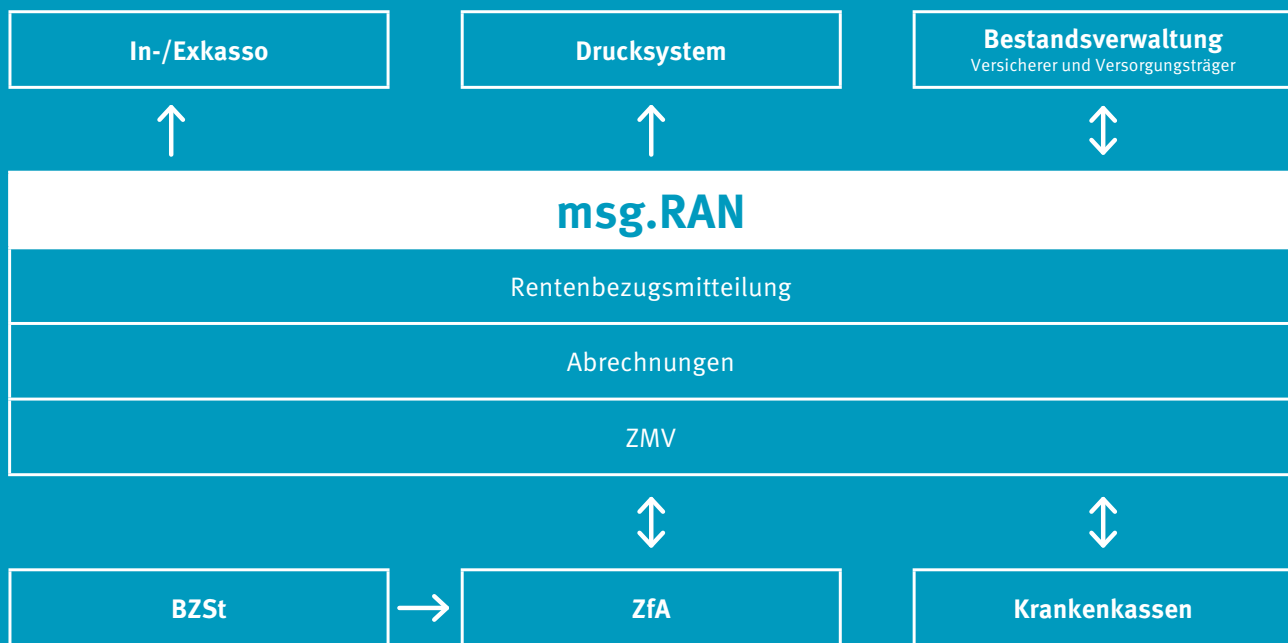 In-/Exkasso
Drucksystem
Bestandsverwaltung
Versicherer und Versorgungsträger
msg.RAN
Rentenbezugsmitteilung
Abrechnungen
ZMV
BZSt
ZfA
Krankenkassen